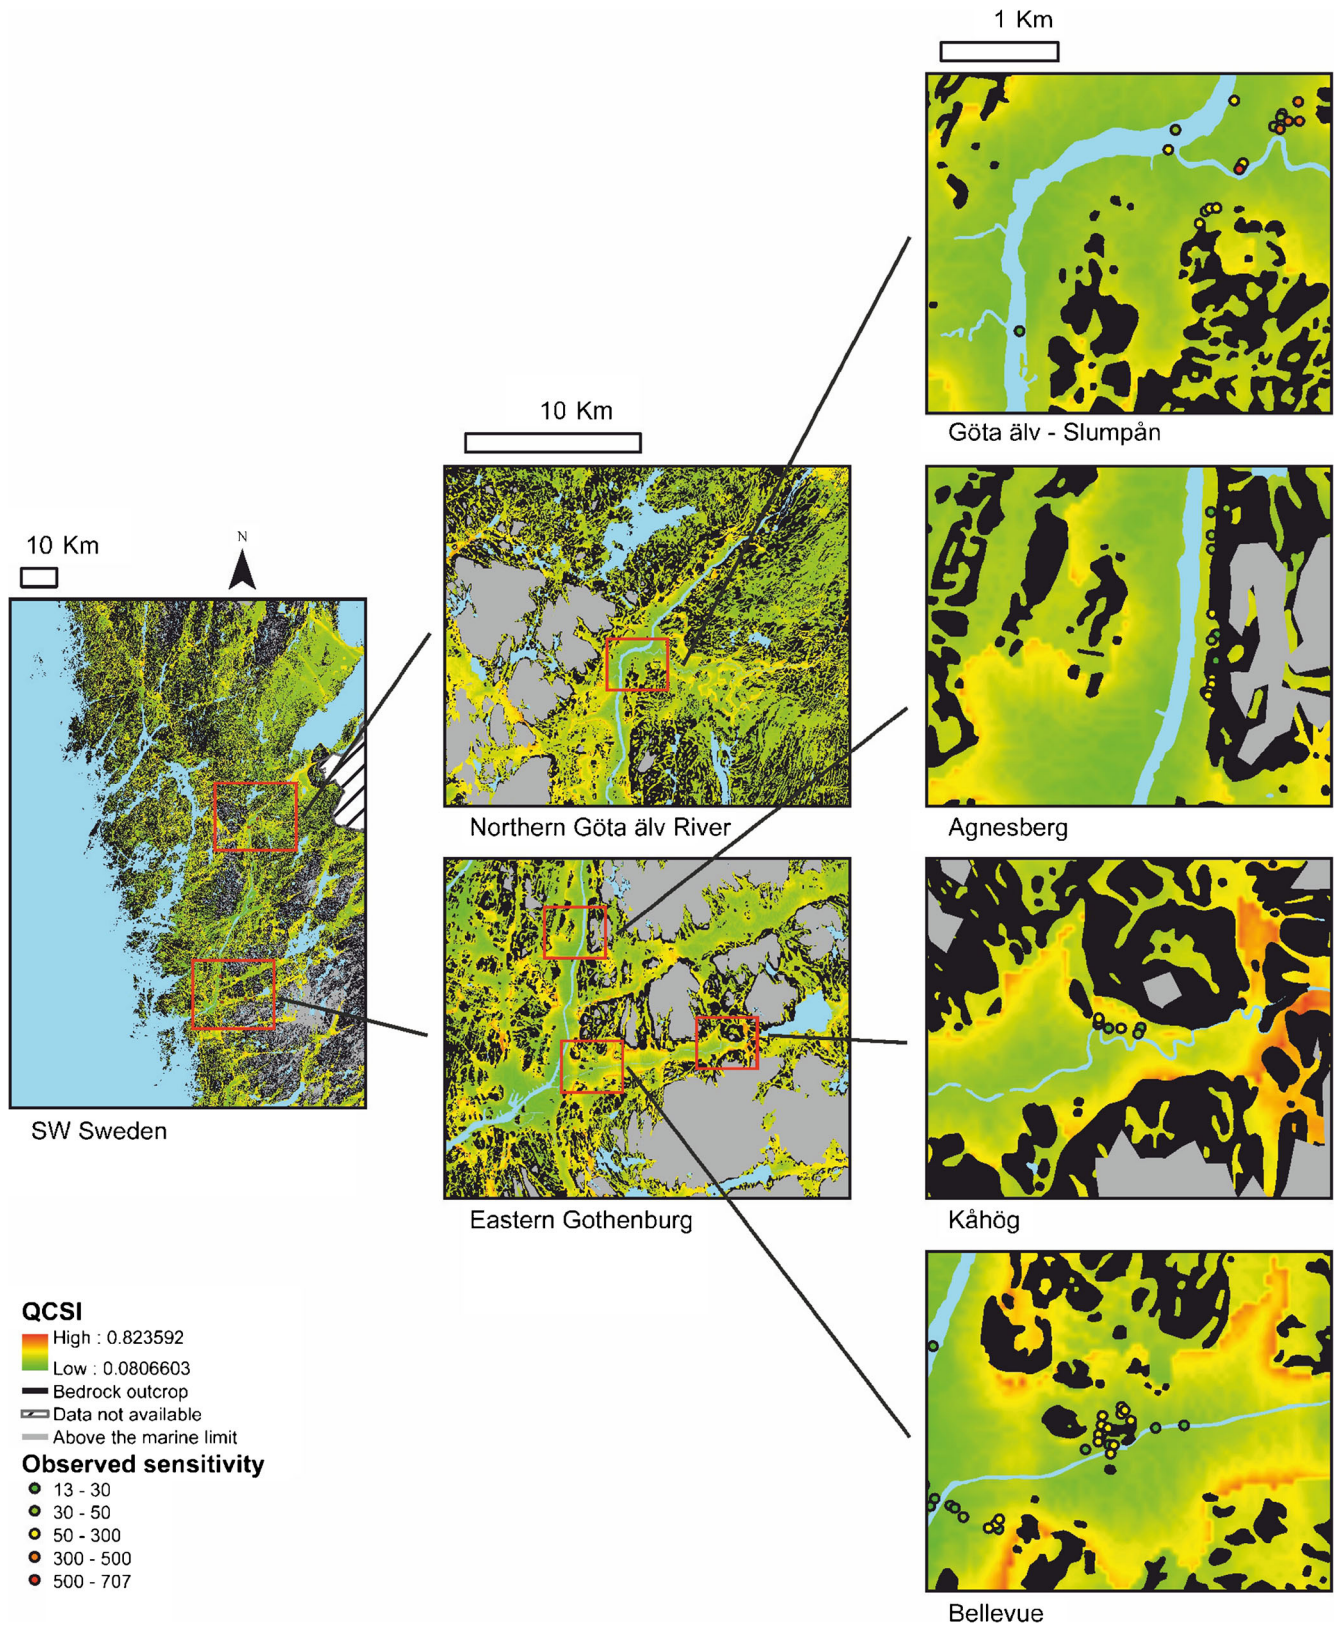 1 Km
Göta älv - Slumpån
10 Km
10 Km
N
Northern Göta älv River
Agnesberg
SW Sweden
Eastern Gothenburg
Kåhög
QCSI
High : 0.823592
Low : 0.0806603
Bedrock outcrop
Data not available
Above the marine limit
Observed sensitivity
13 - 30
30 - 50
50 - 300
300 - 500
500 - 707
Bellevue